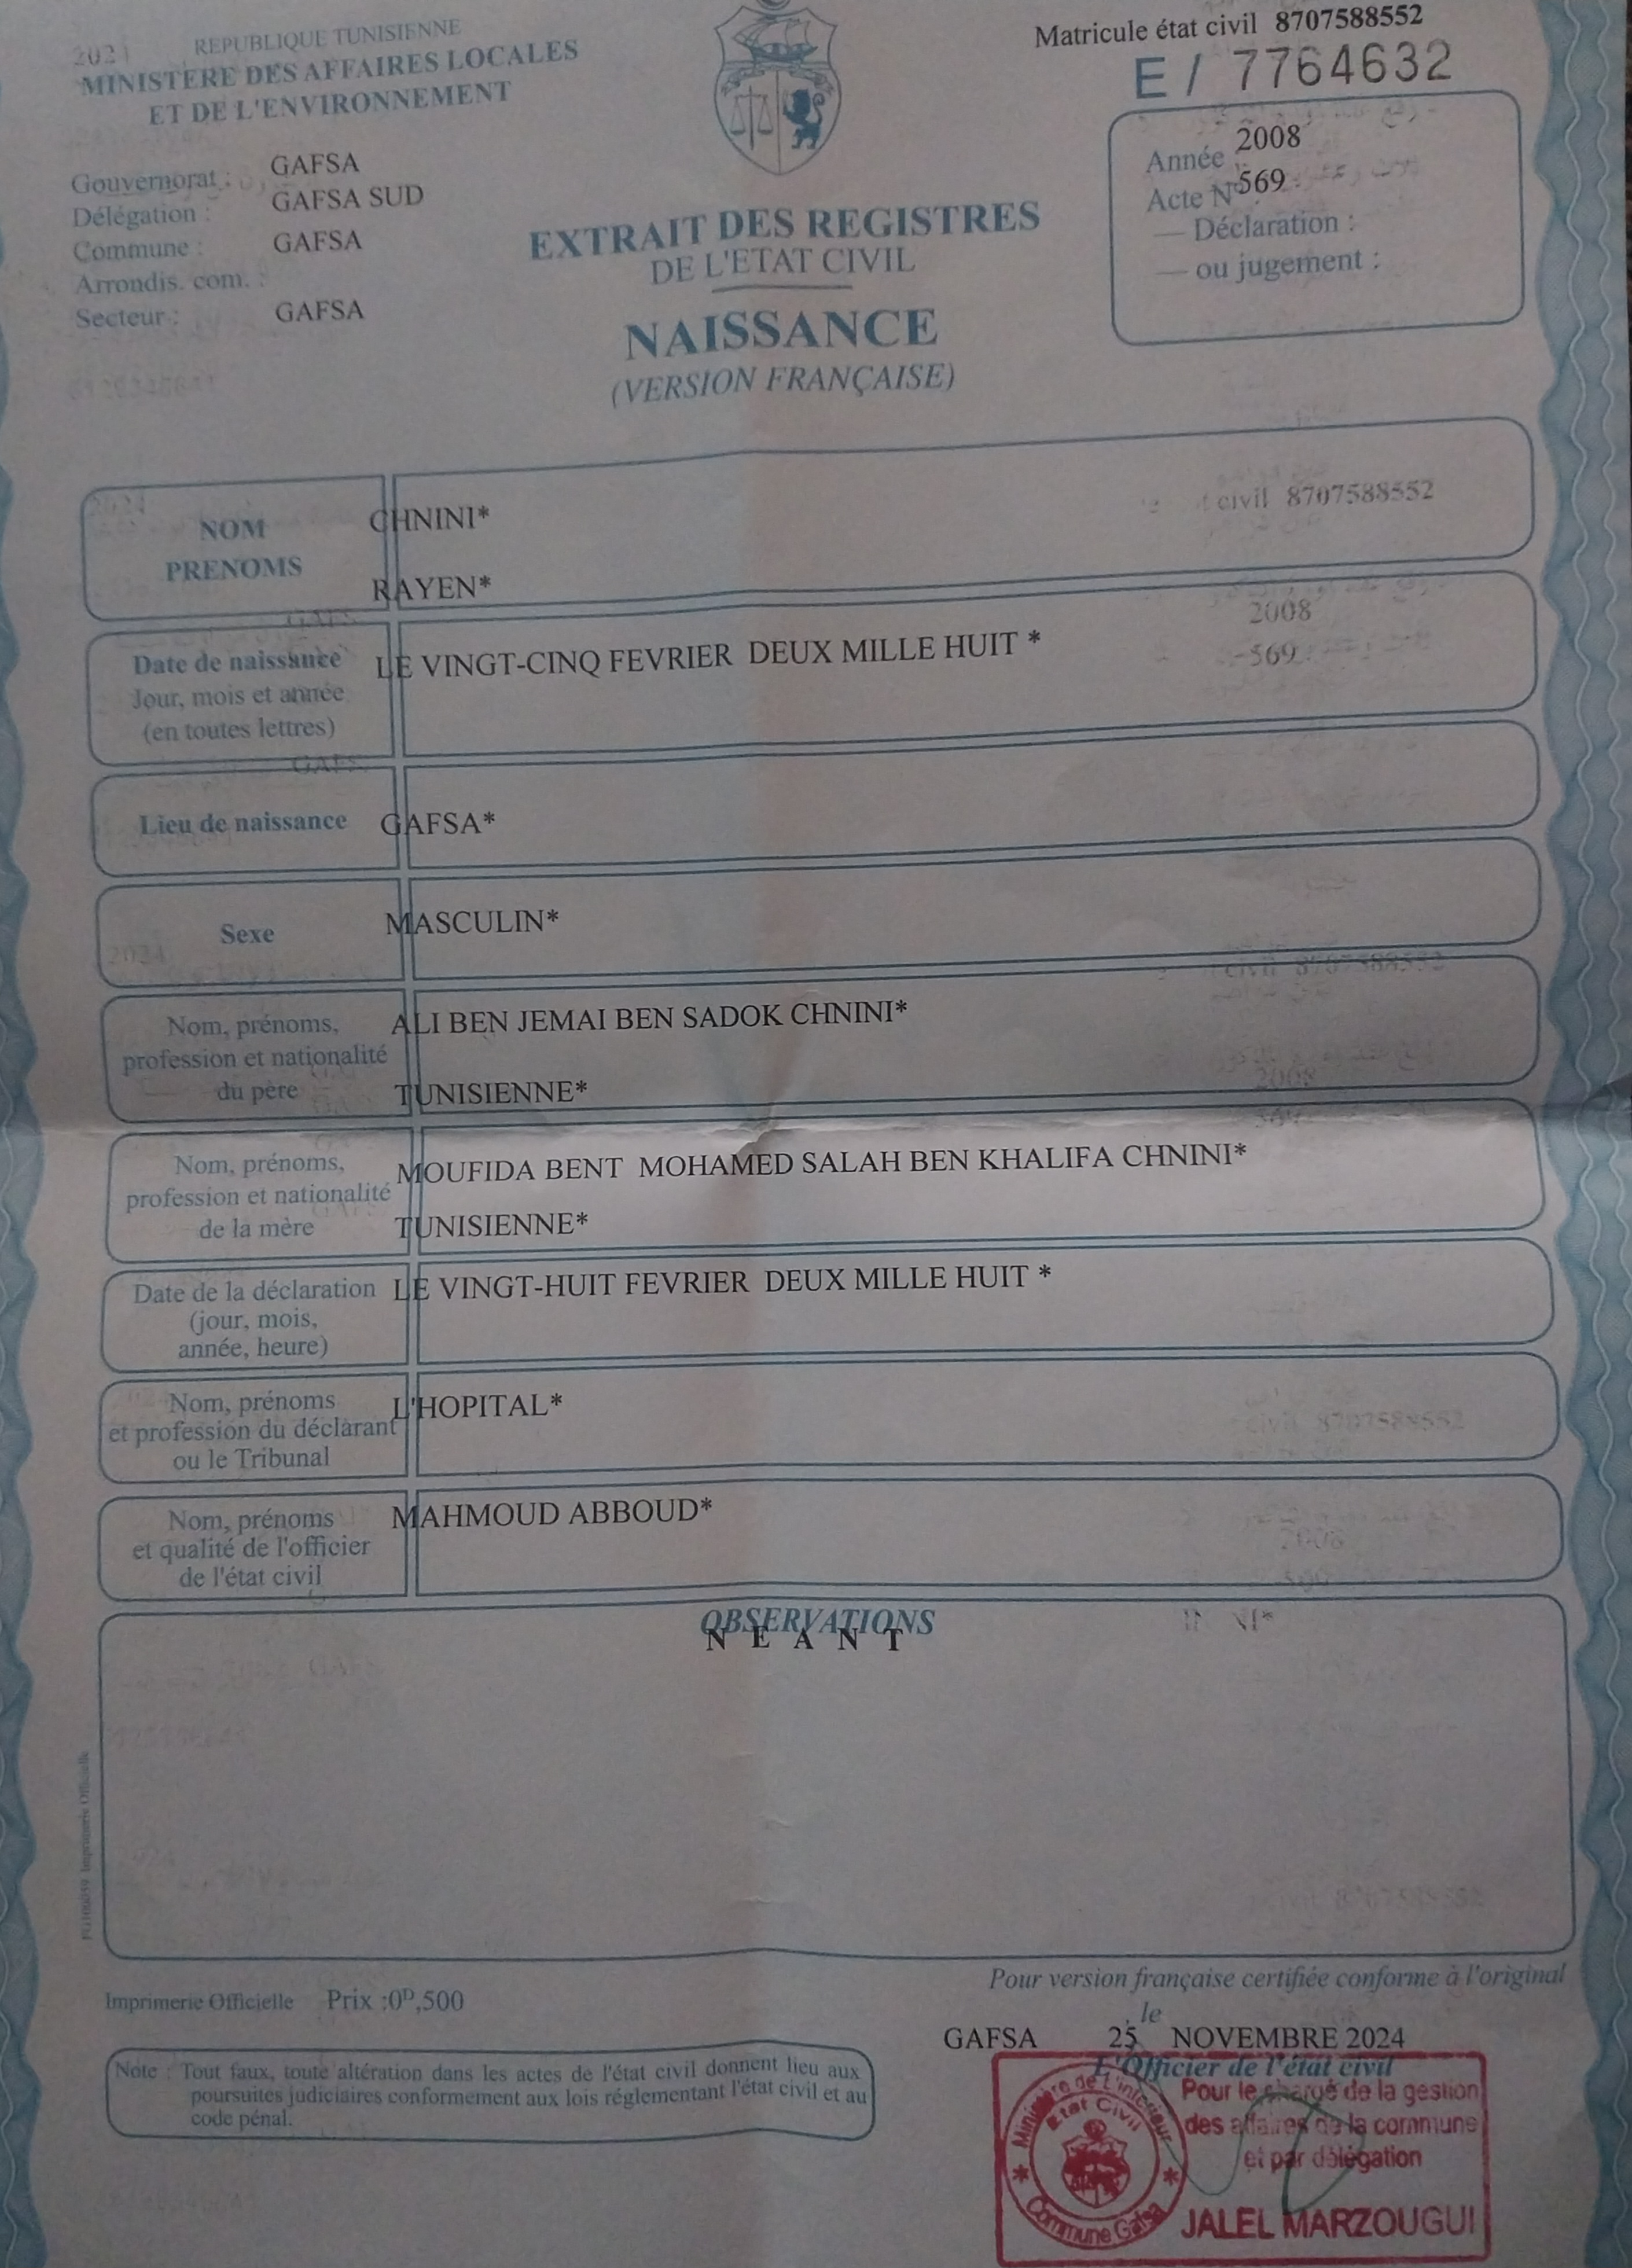 REPUBLIQUE TUNISIENNE
MINISTERE DES AFFAIRES LOCALES
ET DE L'ENVIRONNEMENT
Matricule état civil 8707588552
E / 7764632
Gouvernorat : GAFSA
Délégation : GAFSA SUD
Commune : GAFSA
Arrondis. com. :
Secteur : GAFSA
EXTRAIT DES REGISTRES
DE L'ETAT CIVIL
NAISSANCE
(VERSION FRANÇAISE)
Année 2008
Acte N° 569
— Déclaration :
— ou jugement :
NOM CHNINI*
PRENOMS RAYEN*
Date de naissance LE VINGT-CINQ FEVRIER DEUX MILLE HUIT *
Jour, mois et année
(en toutes lettres)
Lieu de naissance GAFSA*
Sexe MASCULIN*
Nom, prénoms, ALI BEN JEMAI BEN SADOK CHNINI*
profession et nationalité
du père TUNISIENNE*
Nom, prénoms, MOUFIDA BENT MOHAMED SALAH BEN KHALIFA CHNINI*
profession et nationalité
de la mère TUNISIENNE*
Date de la déclaration LE VINGT-HUIT FEVRIER DEUX MILLE HUIT *
(jour, mois,
année, heure)
Nom, prénoms L'HOPITAL*
et profession du déclarant
ou le Tribunal
Nom, prénoms MAHMOUD ABBOUD*
et qualité de l'officier
de l'état civil
OBSERVATIONS
N E A N T
Imprimerie Officielle Prix :0ᴰ,500
Pour version française certifiée conforme à l'original
le
GAFSA 25 NOVEMBRE 2024
L'Officier de l'état civil
Note : Tout faux, toute altération dans les actes de l'état civil donnent lieu aux
poursuites judiciaires conformement aux lois réglementant l'état civil et au
code pénal.
Ministère de L'intérieur
Etat Civil
Commune Gafsa
Pour le chargé de la gestion
des affaires de la commune
et par délégation
JALEL MARZOUGUI